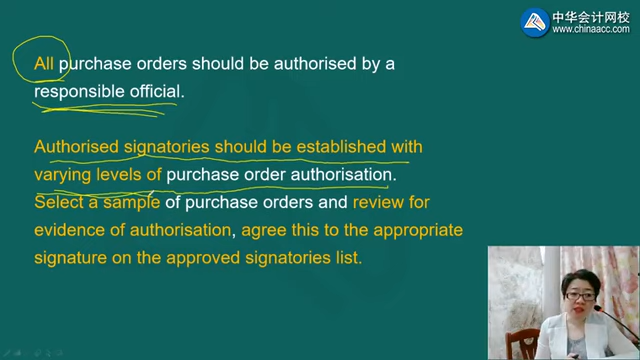 中华会计网校
www.chinaacc.com
All purchase orders should be authorised by a
responsible official.
Authorised signatories should be established with
varying levels of purchase order authorisation.
Select a sample of purchase orders and review for
evidence of authorisation, agree this to the appropriate
signature on the approved signatories list.